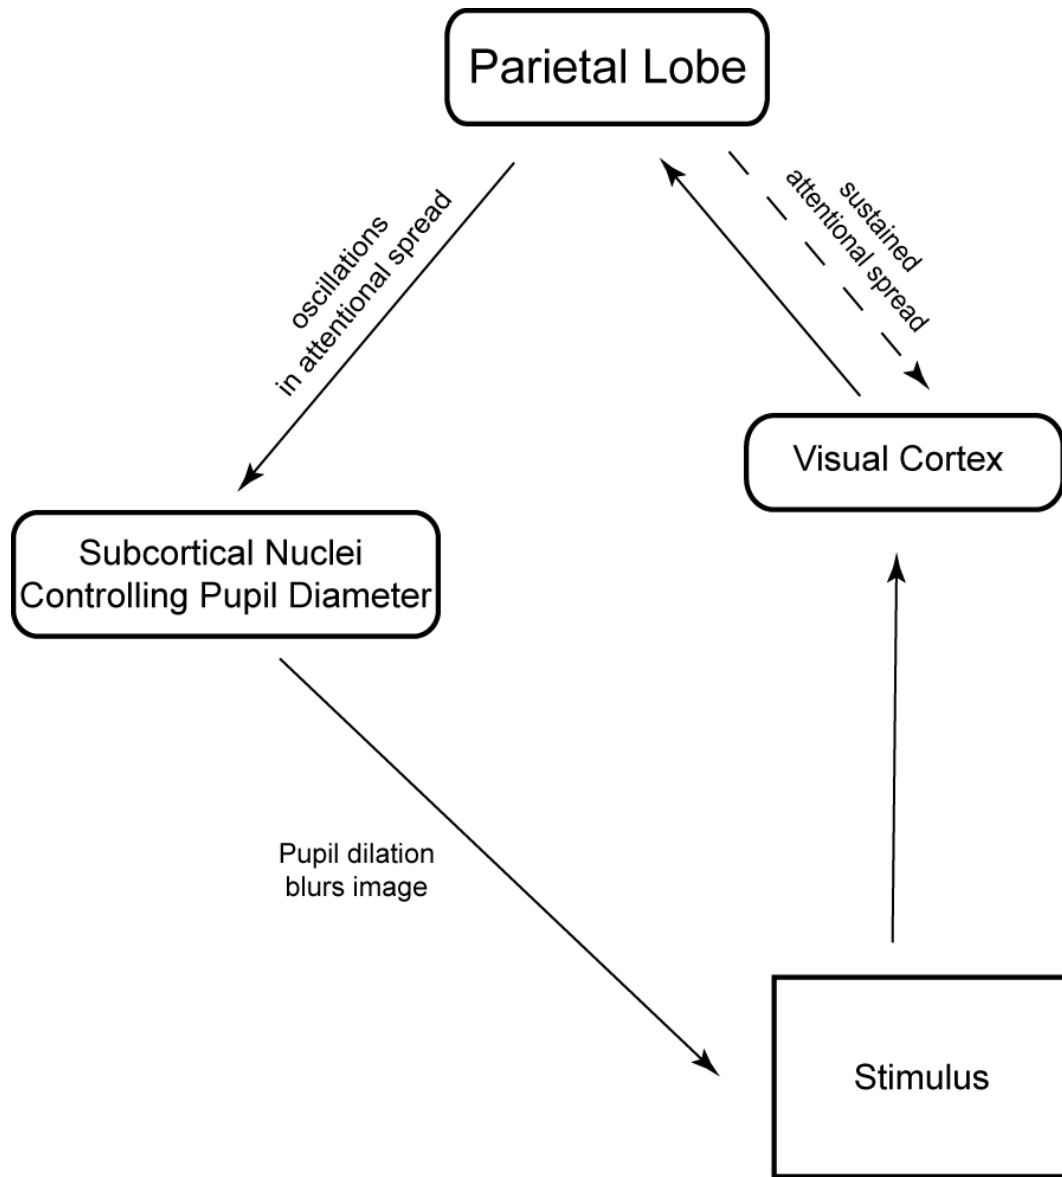 Parietal Lobe
oscillations
in attentional spread
sustained
attentional spread
Visual Cortex
Subcortical Nuclei
Controlling Pupil Diameter
Pupil dilation
blurs image
Stimulus